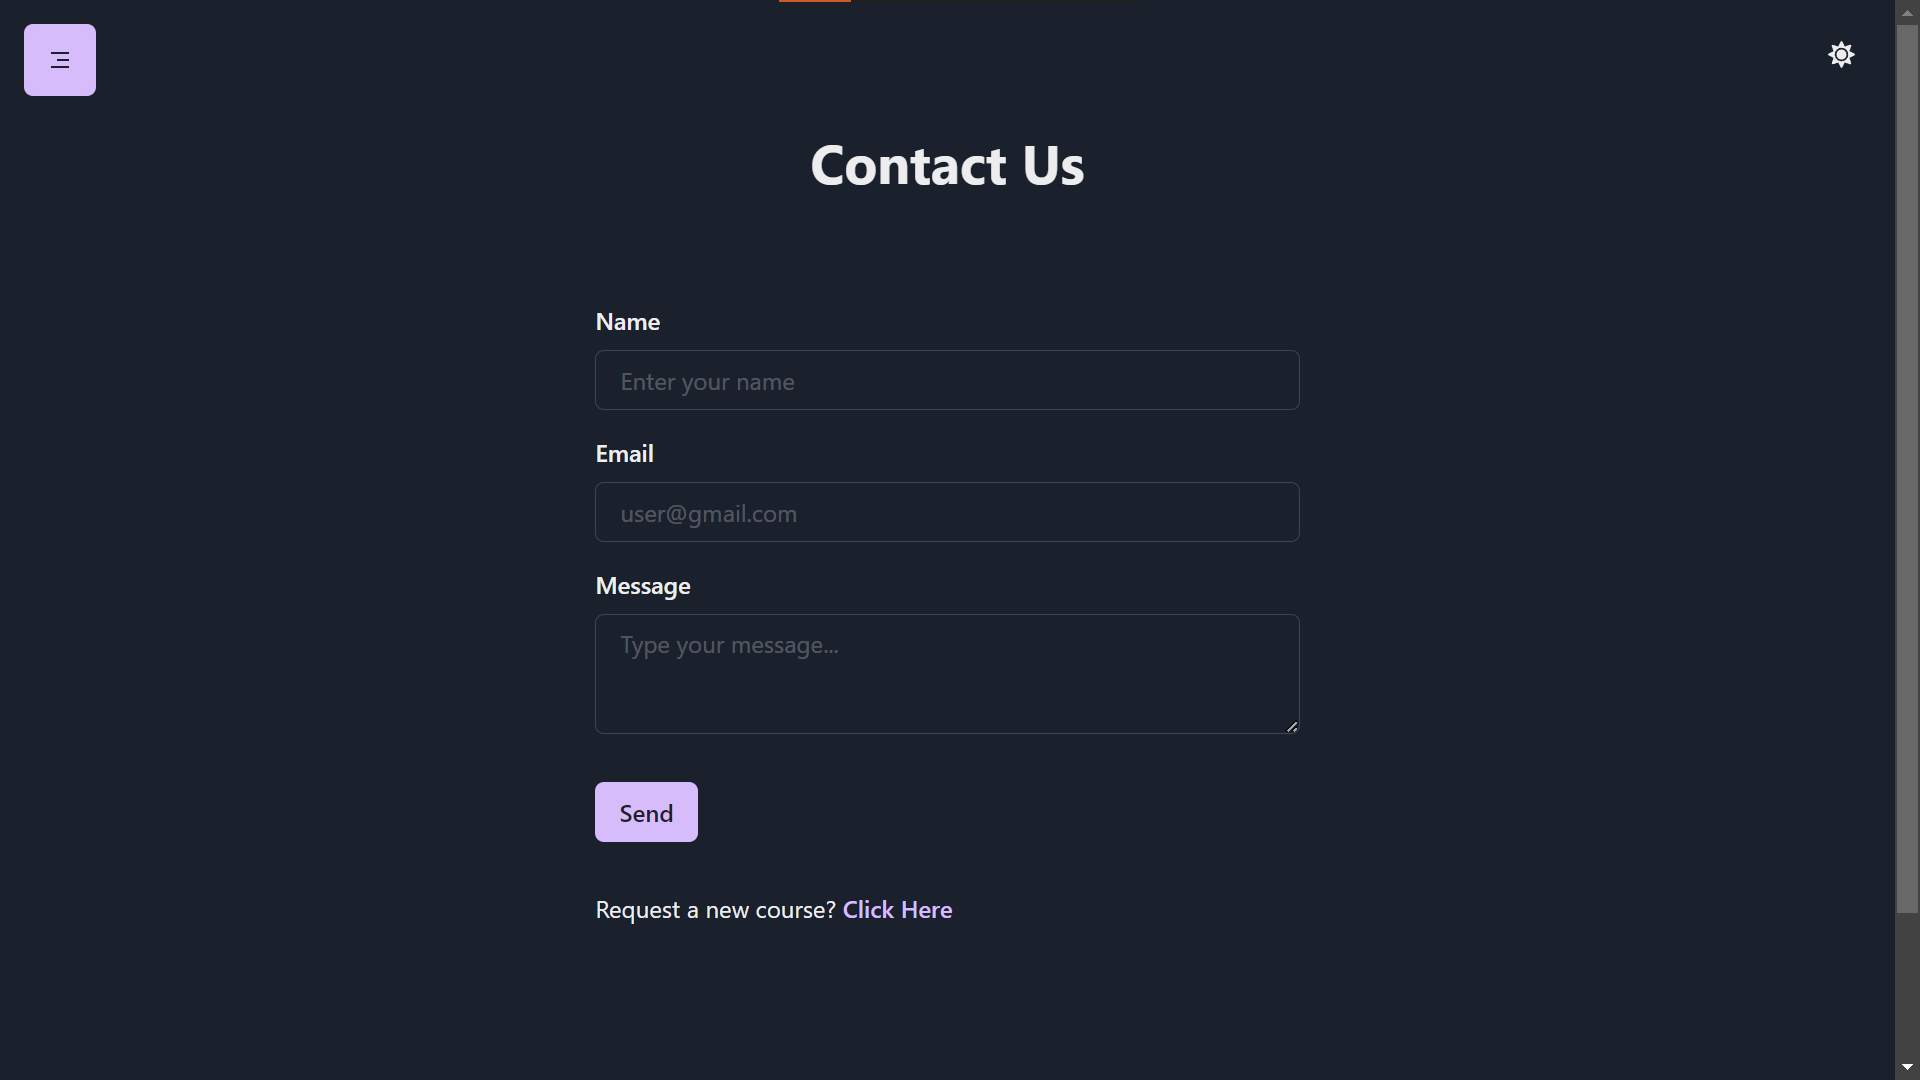 Contact Us
Name
Enter your name
Email
user@gmail.com
Message
Type your message...
Send
Request a new course? Click Here